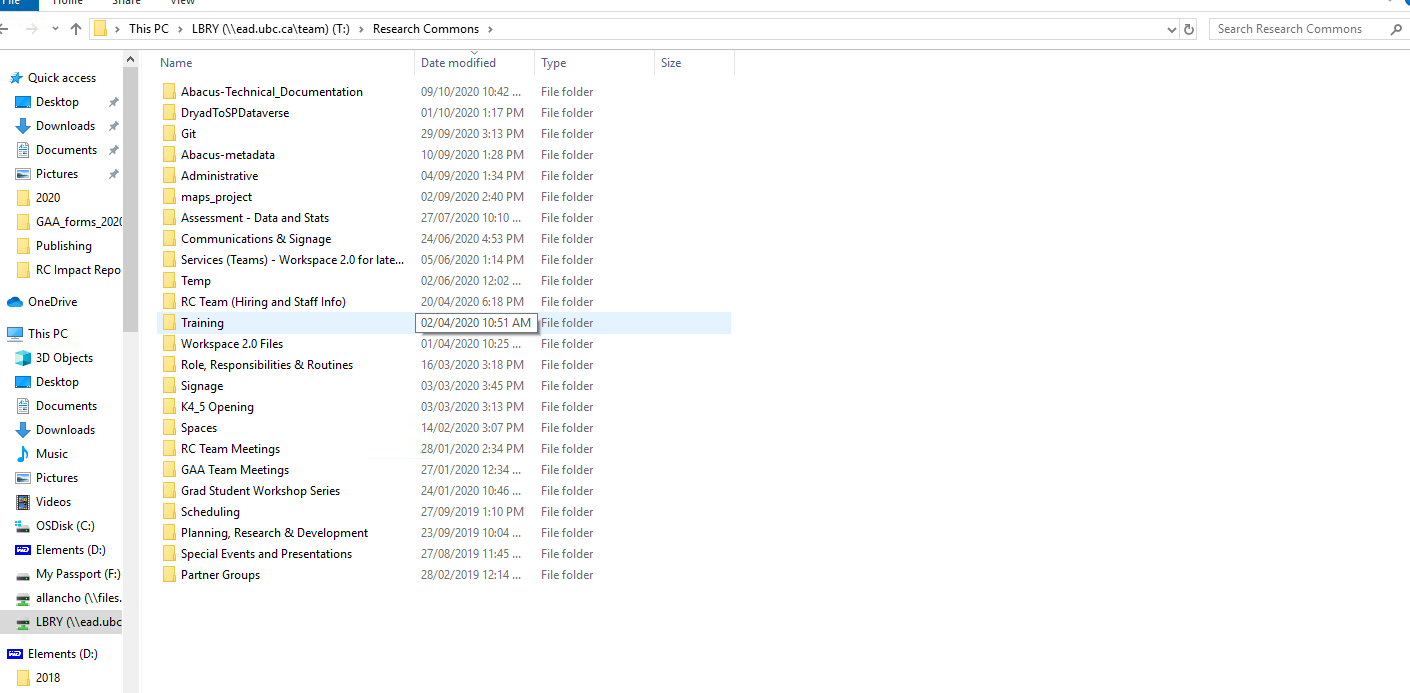 File Home Share View
This PC > LBRY (\\ead.ubc.ca\team) (T:) > Research Commons >
Search Research Commons
Quick access
Desktop
Downloads
Documents
Pictures
2020
GAA_forms_2020
Publishing
RC Impact Repo
OneDrive
This PC
3D Objects
Desktop
Documents
Downloads
Music
Pictures
Videos
OSDisk (C:)
Elements (D:)
My Passport (F:)
allancho (\\files.
LBRY (\\ead.ubc
Elements (D:)
2018
Name Date modified Type Size
Abacus-Technical_Documentation 09/10/2020 10:42 ... File folder
DryadToSPDataverse 01/10/2020 1:17 PM File folder
Git 29/09/2020 3:13 PM File folder
Abacus-metadata 10/09/2020 1:28 PM File folder
Administrative 04/09/2020 1:34 PM File folder
maps_project 02/09/2020 2:40 PM File folder
Assessment - Data and Stats 27/07/2020 10:10 ... File folder
Communications & Signage 24/06/2020 4:53 PM File folder
Services (Teams) - Workspace 2.0 for late... 05/06/2020 1:14 PM File folder
Temp 02/06/2020 12:02 ... File folder
RC Team (Hiring and Staff Info) 20/04/2020 6:18 PM File folder
Training 02/04/2020 10:51 AM File folder
Workspace 2.0 Files 01/04/2020 10:25 ... File folder
Role, Responsibilities & Routines 16/03/2020 3:18 PM File folder
Signage 03/03/2020 3:45 PM File folder
K4_5 Opening 03/03/2020 3:13 PM File folder
Spaces 14/02/2020 3:07 PM File folder
RC Team Meetings 28/01/2020 2:34 PM File folder
GAA Team Meetings 27/01/2020 12:34 ... File folder
Grad Student Workshop Series 24/01/2020 10:46 ... File folder
Scheduling 27/09/2019 1:10 PM File folder
Planning, Research & Development 23/09/2019 10:04 ... File folder
Special Events and Presentations 27/08/2019 11:45 ... File folder
Partner Groups 28/02/2019 12:14 ... File folder